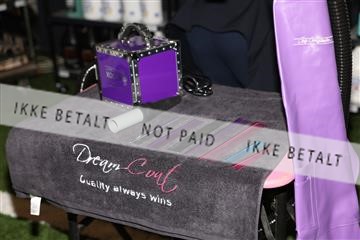 IKKE BETALT NOT PAID IKKE BETALT
Dream Coat
Quality always wins